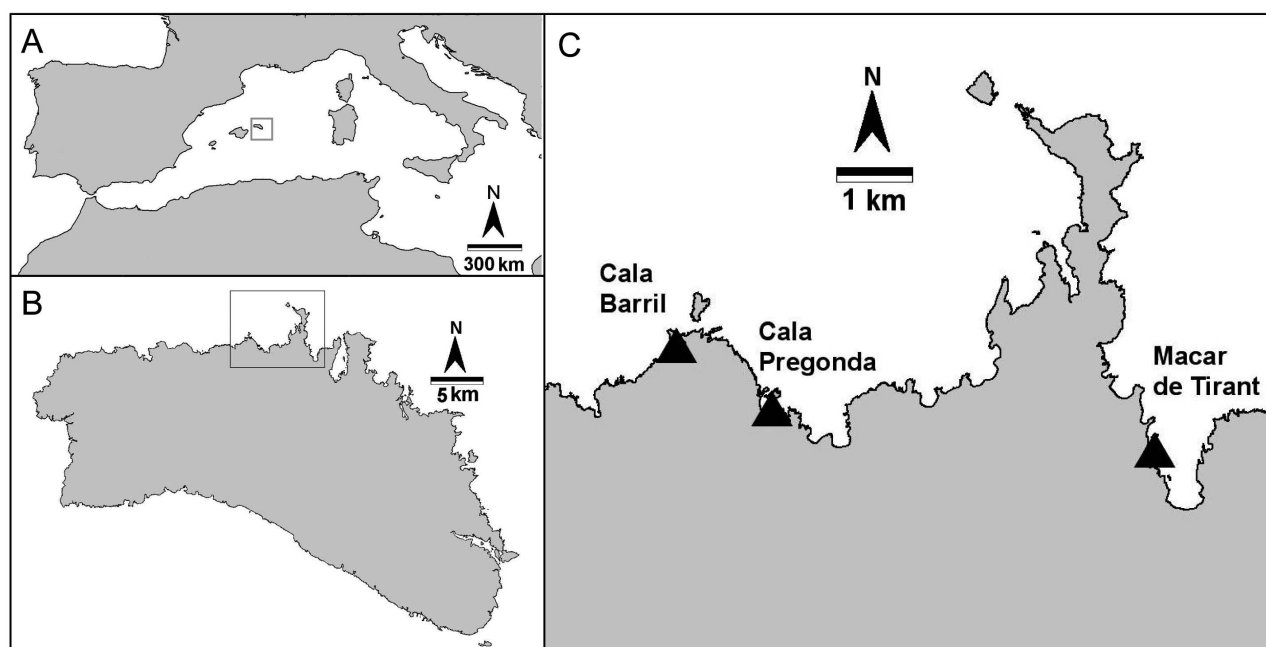 A
N
300 km
B
N
5 km
C
N
1 km
Cala
Barril
Cala
Pregonda
Macar
de Tirant